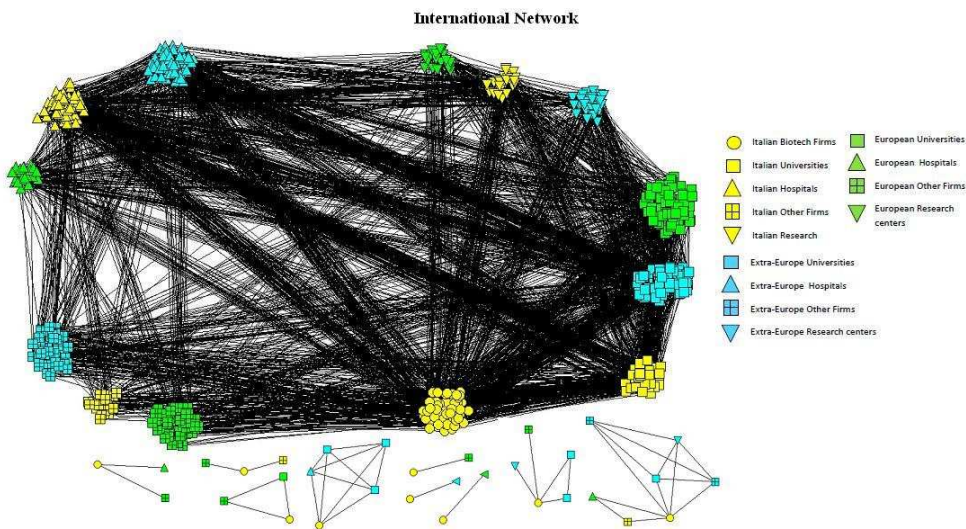 International Network
Italian Biotech Firms
Italian Universities
Italian Hospitals
Italian Other Firms
Italian Research
Extra-Europe Universities
Extra-Europe Hospitals
Extra-Europe Other Firms
Extra-Europe Research centers
European Universities
European Hospitals
European Other Firms
European Research
centers